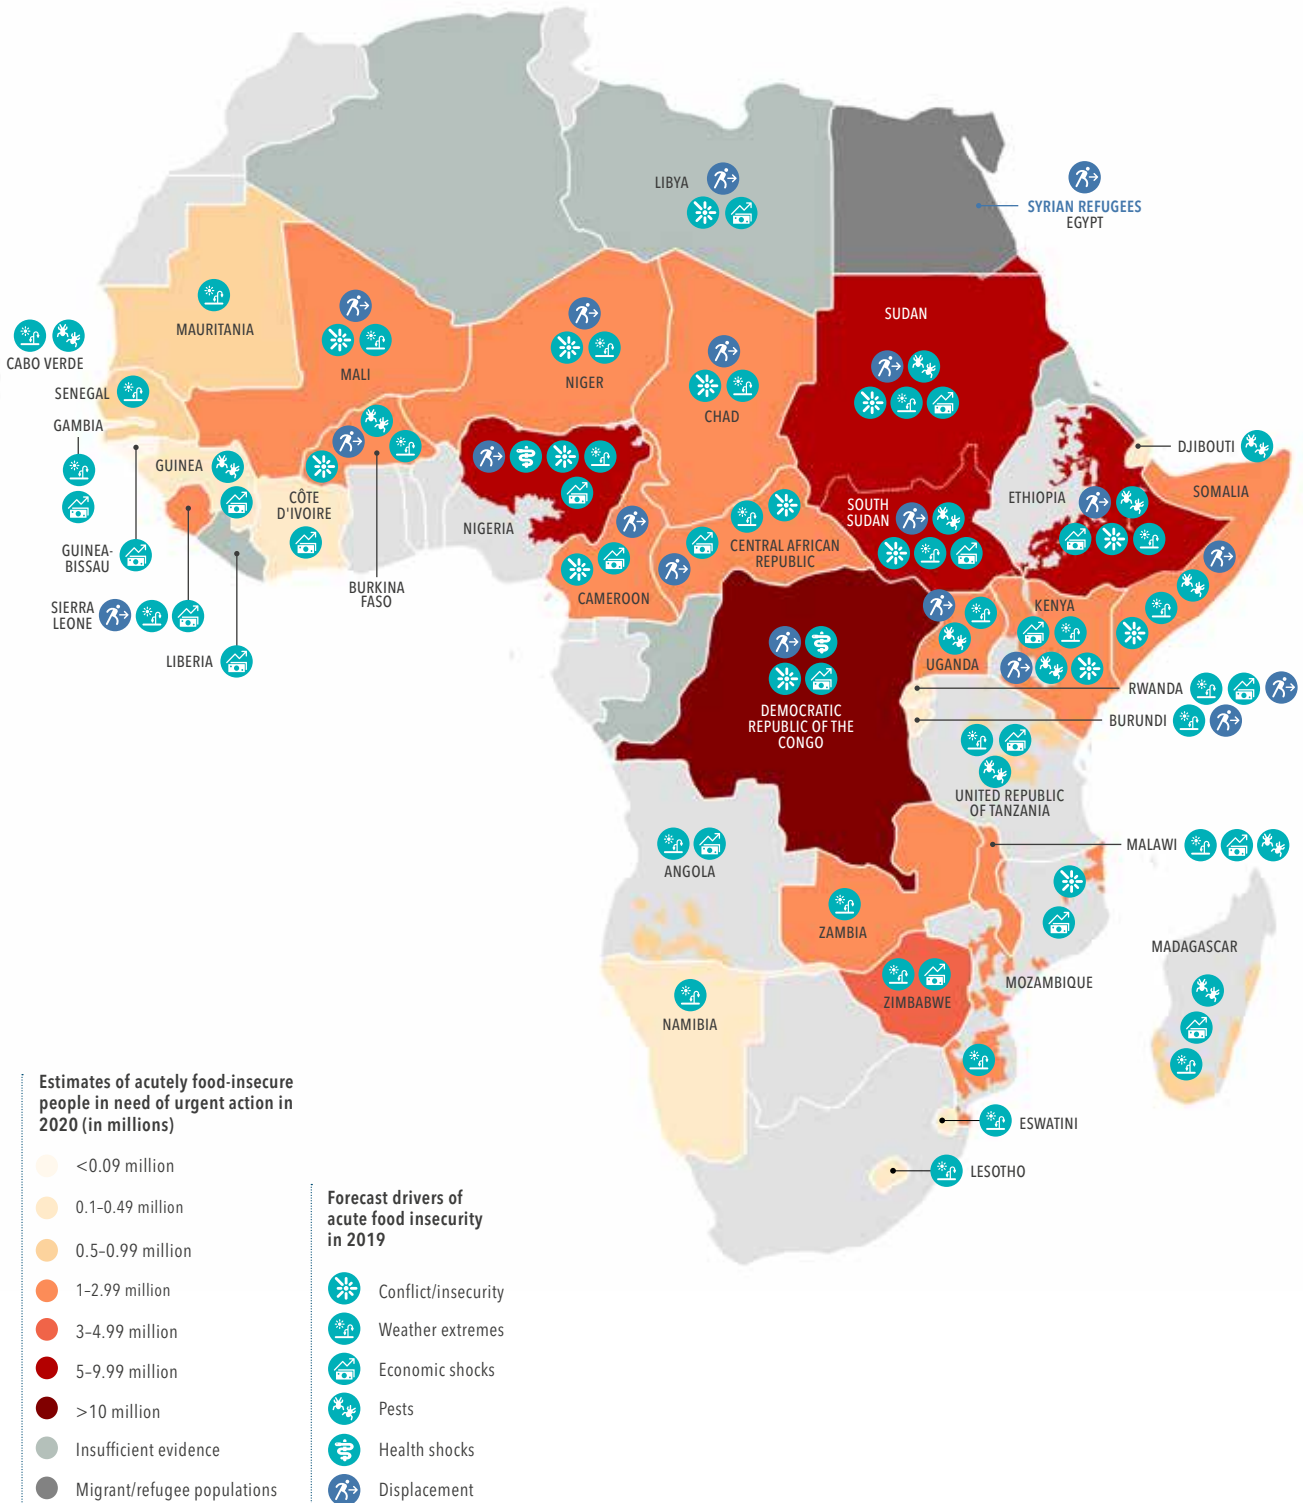 LIBYA
SYRIAN REFUGEES
EGYPT
MAURITANIA
CABO VERDE
SENEGAL
GAMBIA
MALI
NIGER
CHAD
SUDAN
GUINEA
CÔTE
D'IVOIRE
NIGERIA
SOUTH
SUDAN
ETHIOPIA
DJIBOUTI
SOMALIA
GUINEA-
BISSAU
SIERRA
LEONE
LIBERIA
BURKINA
FASO
CAMEROON
CENTRAL AFRICAN
REPUBLIC
UGANDA
KENYA
RWANDA
BURUNDI
DEMOCRATIC
REPUBLIC OF THE
CONGO
UNITED REPUBLIC
OF TANZANIA
MALAWI
ANGOLA
ZAMBIA
MADAGASCAR
MOZAMBIQUE
ZIMBABWE
NAMIBIA
ESWATINI
LESOTHO
Estimates of acutely food-insecure
people in need of urgent action in
2020 (in millions)
<0.09 million
0.1–0.49 million
0.5–0.99 million
1–2.99 million
3–4.99 million
5–9.99 million
>10 million
Insufficient evidence
Migrant/refugee populations
Forecast drivers of
acute food insecurity
in 2019
Conflict/insecurity
Weather extremes
Economic shocks
Pests
Health shocks
Displacement